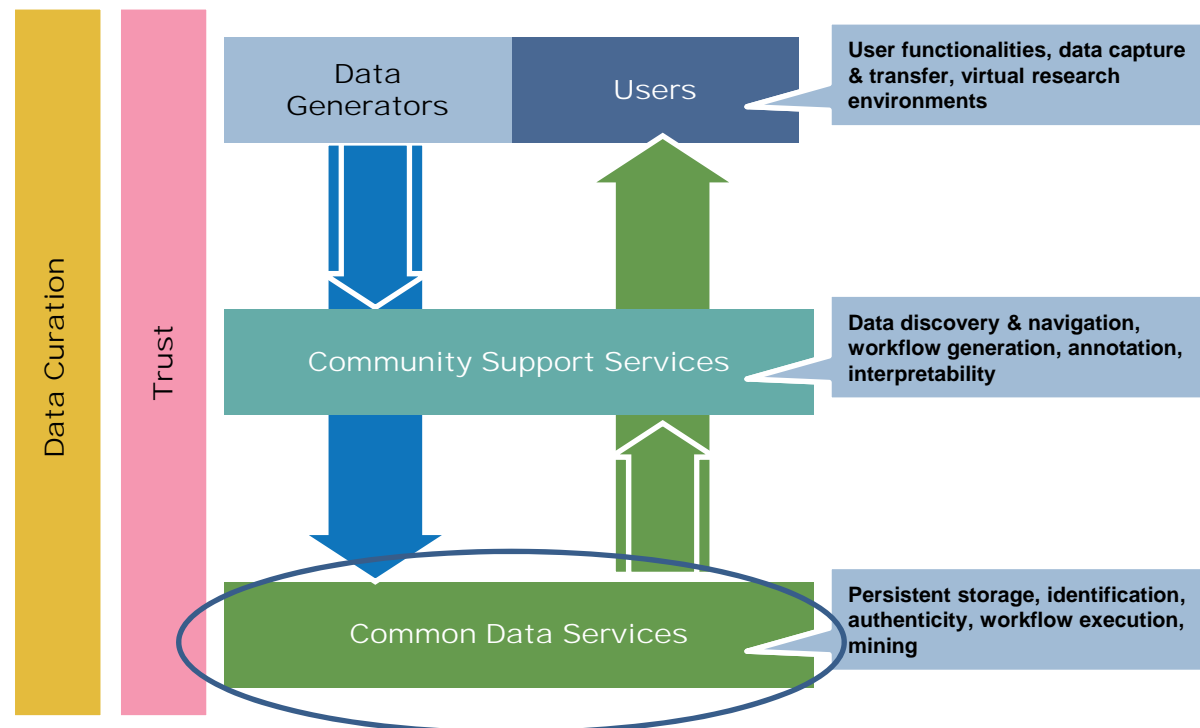 Data Curation
Trust
Data
Generators
Users
User functionalities, data capture
& transfer, virtual research
environments
Community Support Services
Data discovery & navigation,
workflow generation, annotation,
interpretability
Common Data Services
Persistent storage, identification,
authenticity, workflow execution,
mining